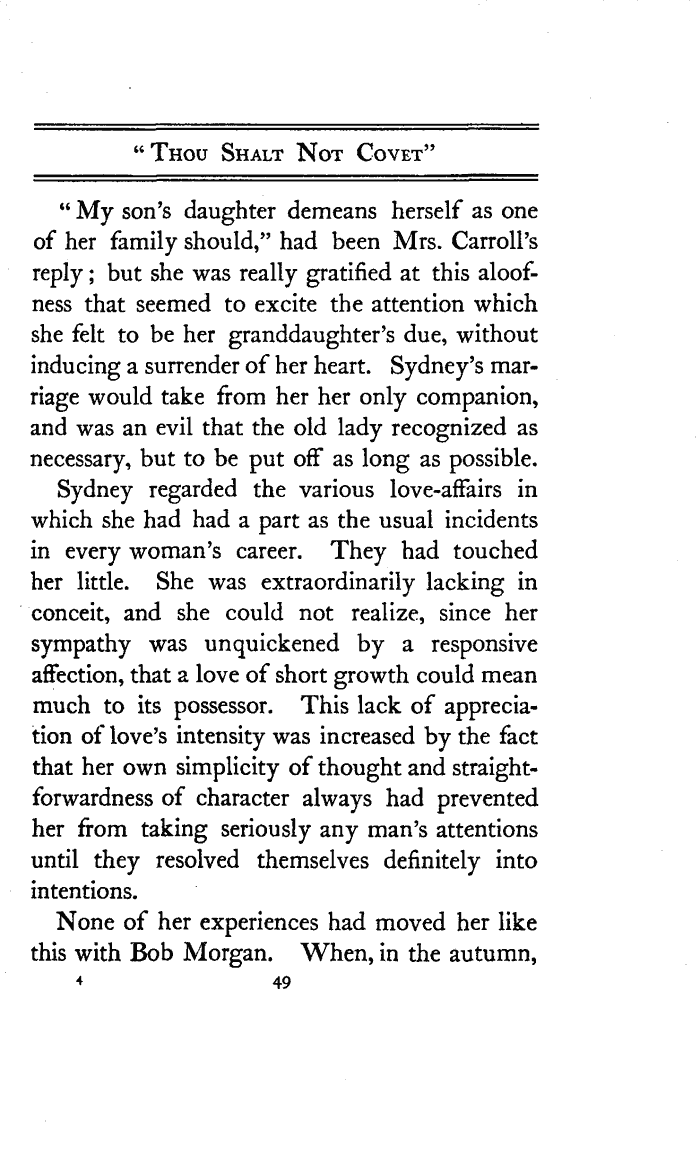 “Thou Shalt Not Covet”
“My son’s daughter demeans herself as one
of her family should,” had been Mrs. Carroll’s
reply; but she was really gratified at this aloof-
ness that seemed to excite the attention which
she felt to be her granddaughter’s due, without
inducing a surrender of her heart. Sydney’s mar-
riage would take from her her only companion,
and was an evil that the old lady recognized as
necessary, but to be put off as long as possible.
Sydney regarded the various love-affairs in
which she had had a part as the usual incidents
in every woman’s career. They had touched
her little. She was extraordinarily lacking in
conceit, and she could not realize, since her
sympathy was unquickened by a responsive
affection, that a love of short growth could mean
much to its possessor. This lack of apprecia-
tion of love’s intensity was increased by the fact
that her own simplicity of thought and straight-
forwardness of character always had prevented
her from taking seriously any man’s attentions
until they resolved themselves definitely into
intentions.
None of her experiences had moved her like
this with Bob Morgan. When, in the autumn,
4 49